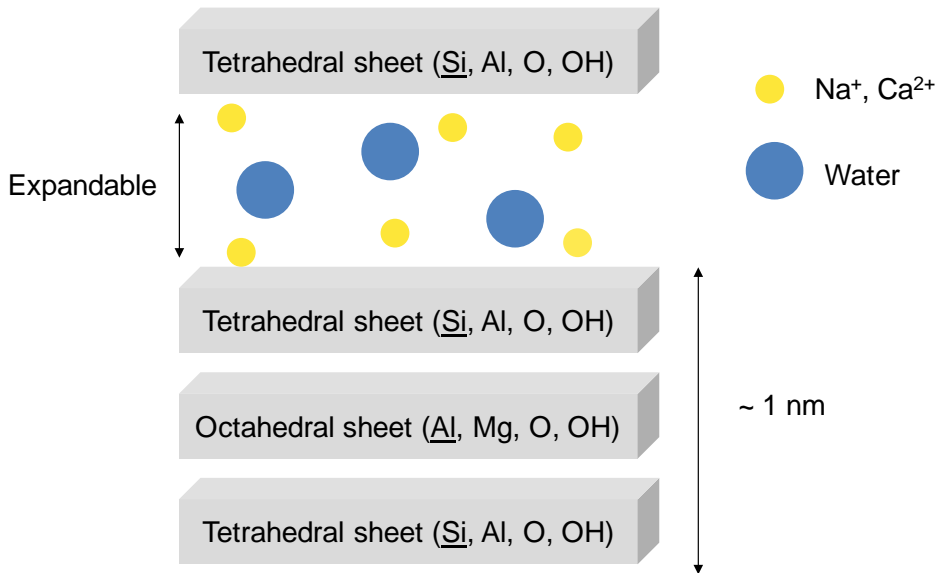 Tetrahedral sheet (Si, Al, O, OH)
Na⁺, Ca²⁺
Expandable
Water
Tetrahedral sheet (Si, Al, O, OH)
Octahedral sheet (Al, Mg, O, OH)
~ 1 nm
Tetrahedral sheet (Si, Al, O, OH)